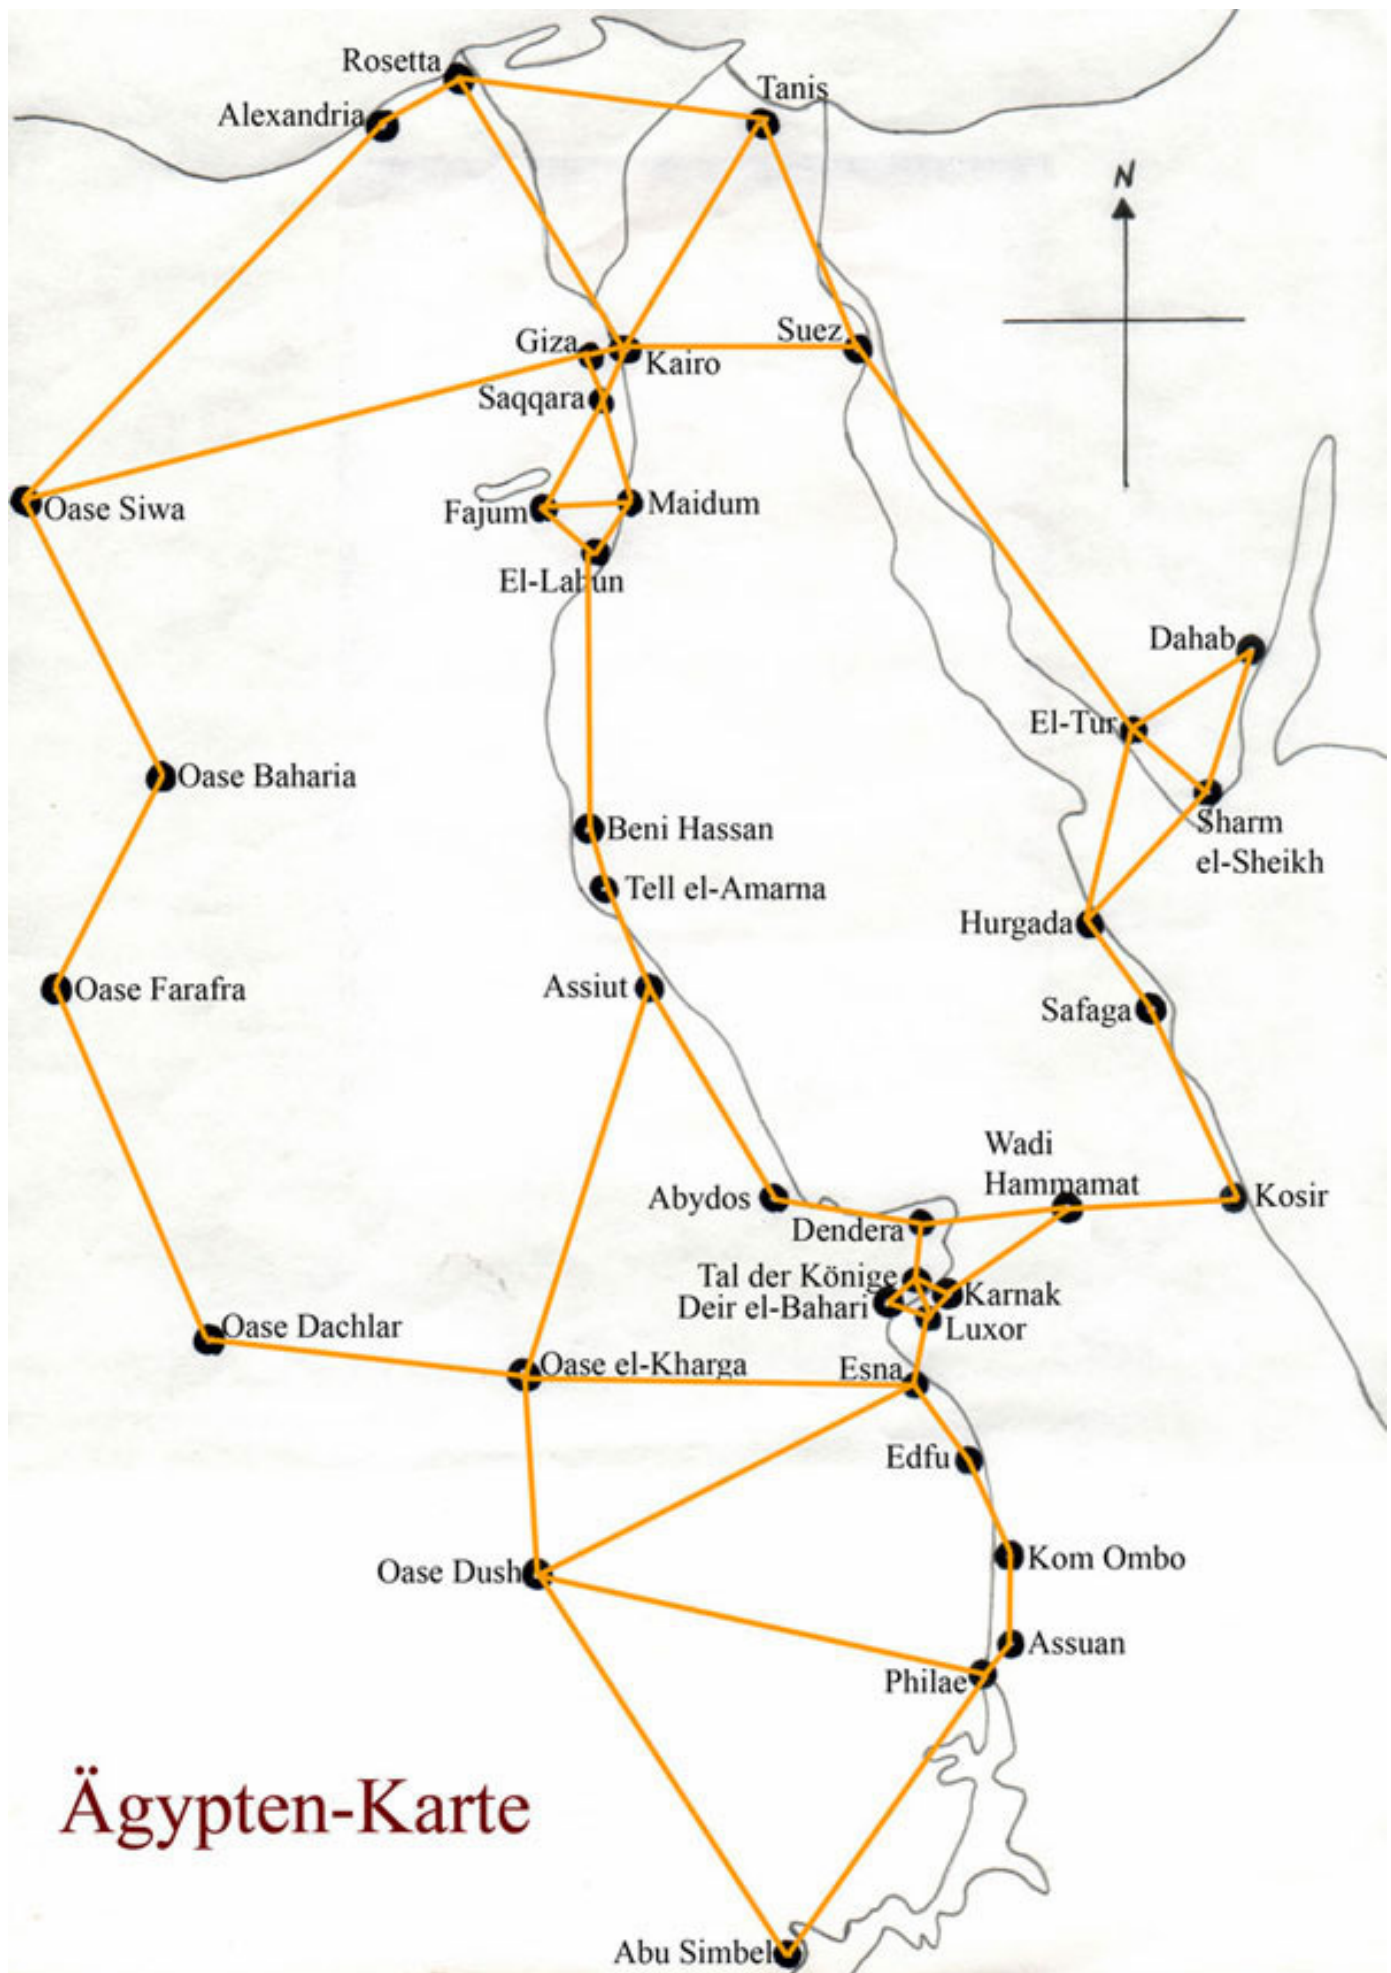 Rosetta
Tanis
Alexandria
N
Suez
Giza
Kairo
Saqqara
Oase Siwa
Fajum
Maidum
El-Lahun
Dahab
El-Tur
Oase Baharia
Beni Hassan
Sharm
el-Sheikh
Tell el-Amarna
Hurgada
Oase Farafra
Assiut
Safaga
Wadi
Hammamat
Abydos
Kosir
Dendera
Tal der Könige
Karnak
Deir el-Bahari
Luxor
Oase Dachlar
Oase el-Kharga
Esna
Edfu
Kom Ombo
Oase Dush
Assuan
Philae
Ägypten-Karte
Abu Simbel